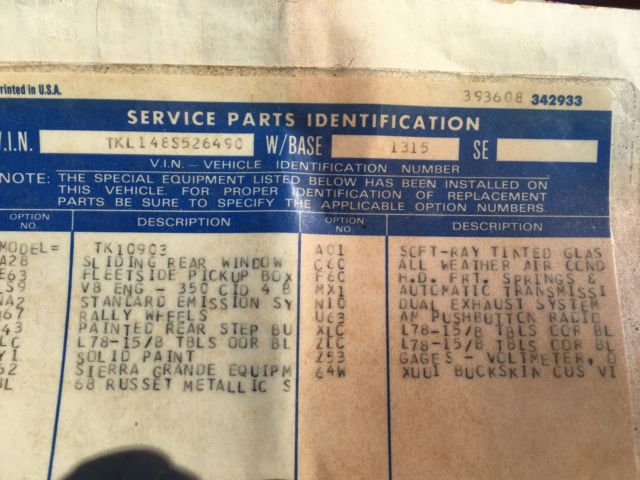 rinted in U.S.A.
393608 342933
SERVICE PARTS IDENTIFICATION
V.I.N. TKL148S526490 W/BASE 1315 SE
V.I.N. – VEHICLE IDENTIFICATION NUMBER
NOTE: THE SPECIAL EQUIPMENT LISTED BELOW HAS BEEN INSTALLED ON
THIS VEHICLE. FOR PROPER IDENTIFICATION OF REPLACEMENT
PARTS BE SURE TO SPECIFY THE APPLICABLE OPTION NUMBERS.
OPTION NO. DESCRIPTION OPTION NO. DESCRIPTION
MODEL= TK10903 A01 SOFT-RAY TINTED GLAS
A28 SLIDING REAR WINDOW C60 ALL WEATHER AIR COND
E63 FLEETSIDE PICKUP BOX F60 H.D. FRT. SPRINGS &
LS9 V8 ENG - 350 CID 4 B MX1 AUTOMATIC TRANSMISSI
NA2 STANDARD EMISSION SY N10 DUAL EXHAUST SYSTEM
67 RALLY WHEELS U63 AM PUSHBUTTON RADIO
43 PAINTED REAR STEP BU XLC L78-15/B TBLS OOR BL
LC L78-15/B TBLS OOR BL ZLC L78-15/B TBLS OOR BL
Y1 SOLID PAINT Z53 GAGES - VOLTMETER, O
62 SIERRA GRANDE EQUIPM 64W XUU1 BUCKSKIN CUS VI
BL 68 RUSSET METALLIC S